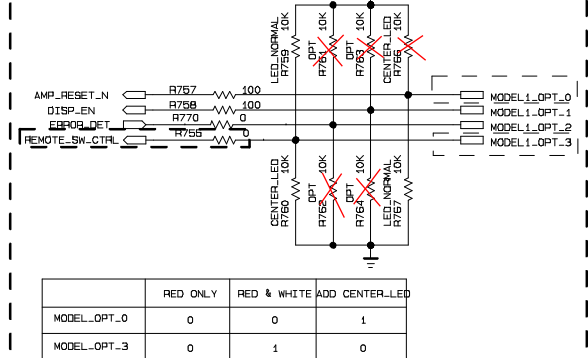 LED_NORMAL 10K R759
OPT 10K R761
OPT 10K R763
CENTER_LED 10K
AMP_RESET_N R757 100 MODEL1_OPT_0
DISP_EN R758 100 MODEL1_OPT_1
ERROR_DET R770 0 MODEL1_OPT_2
REMOTE_SW_CTRL 0 MODEL1_OPT_3
CENTER_LED 10K R760
OPT 10K R762
OPT 10K R764
LED_NORMAL 10K R767
RED ONLY RED & WHITE ADD CENTER_LED
MODEL_OPT_0 0 0 1
MODEL_OPT_3 0 1 0